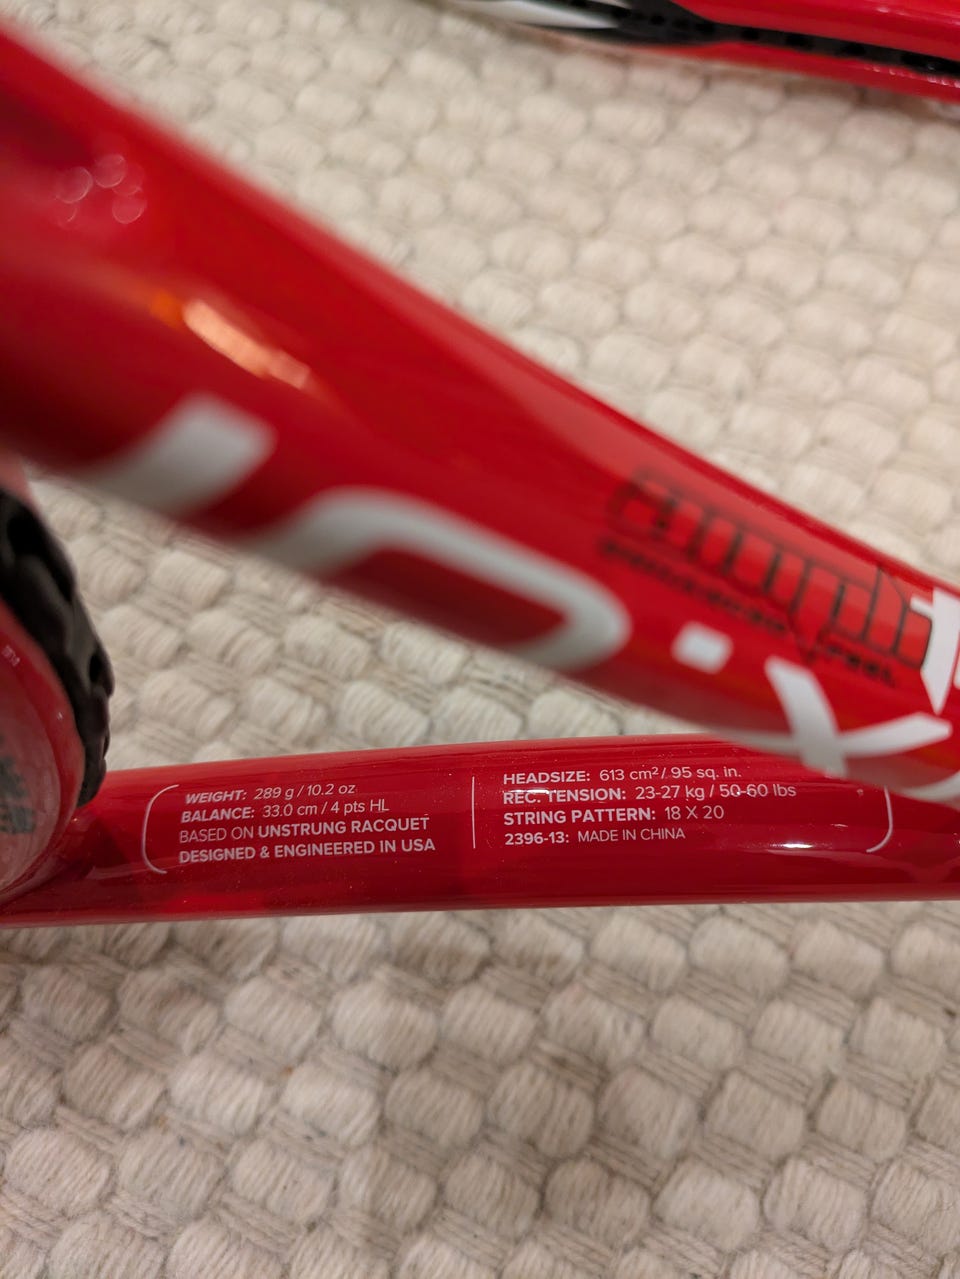 WEIGHT: 289 g / 10.2 oz
BALANCE: 33.0 cm / 4 pts HL
BASED ON UNSTRUNG RACQUET
DESIGNED & ENGINEERED IN USA
HEADSIZE: 613 cm² / 95 sq. in.
REC. TENSION: 23-27 kg / 50-60 lbs
STRING PATTERN: 18 X 20
2396-13: MADE IN CHINA